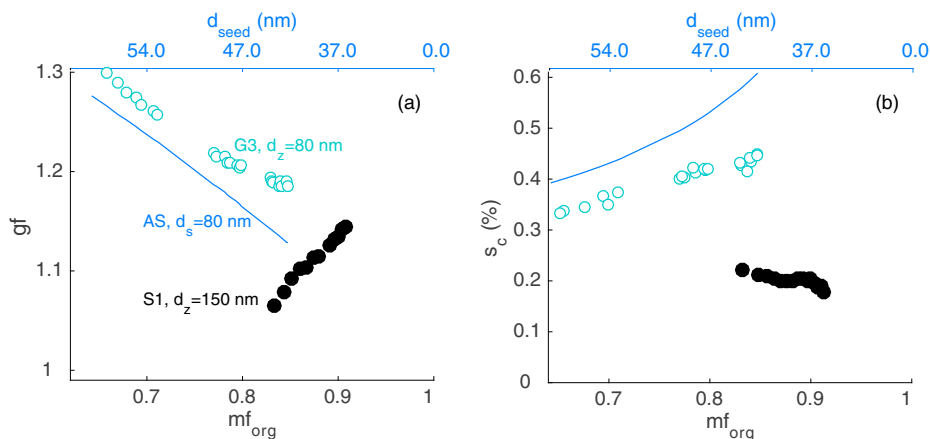 d_seed (nm)
54.0 47.0 37.0 0.0
1.3
1.2
1.1
1
gf
(a)
G3, d_z=80 nm
AS, d_s=80 nm
S1, d_z=150 nm
0.7 0.8 0.9 1
mf_org
d_seed (nm)
54.0 47.0 37.0 0.0
0.6
0.5
0.4
0.3
0.2
0.1
0
s_c (%)
(b)
0.7 0.8 0.9 1
mf_org